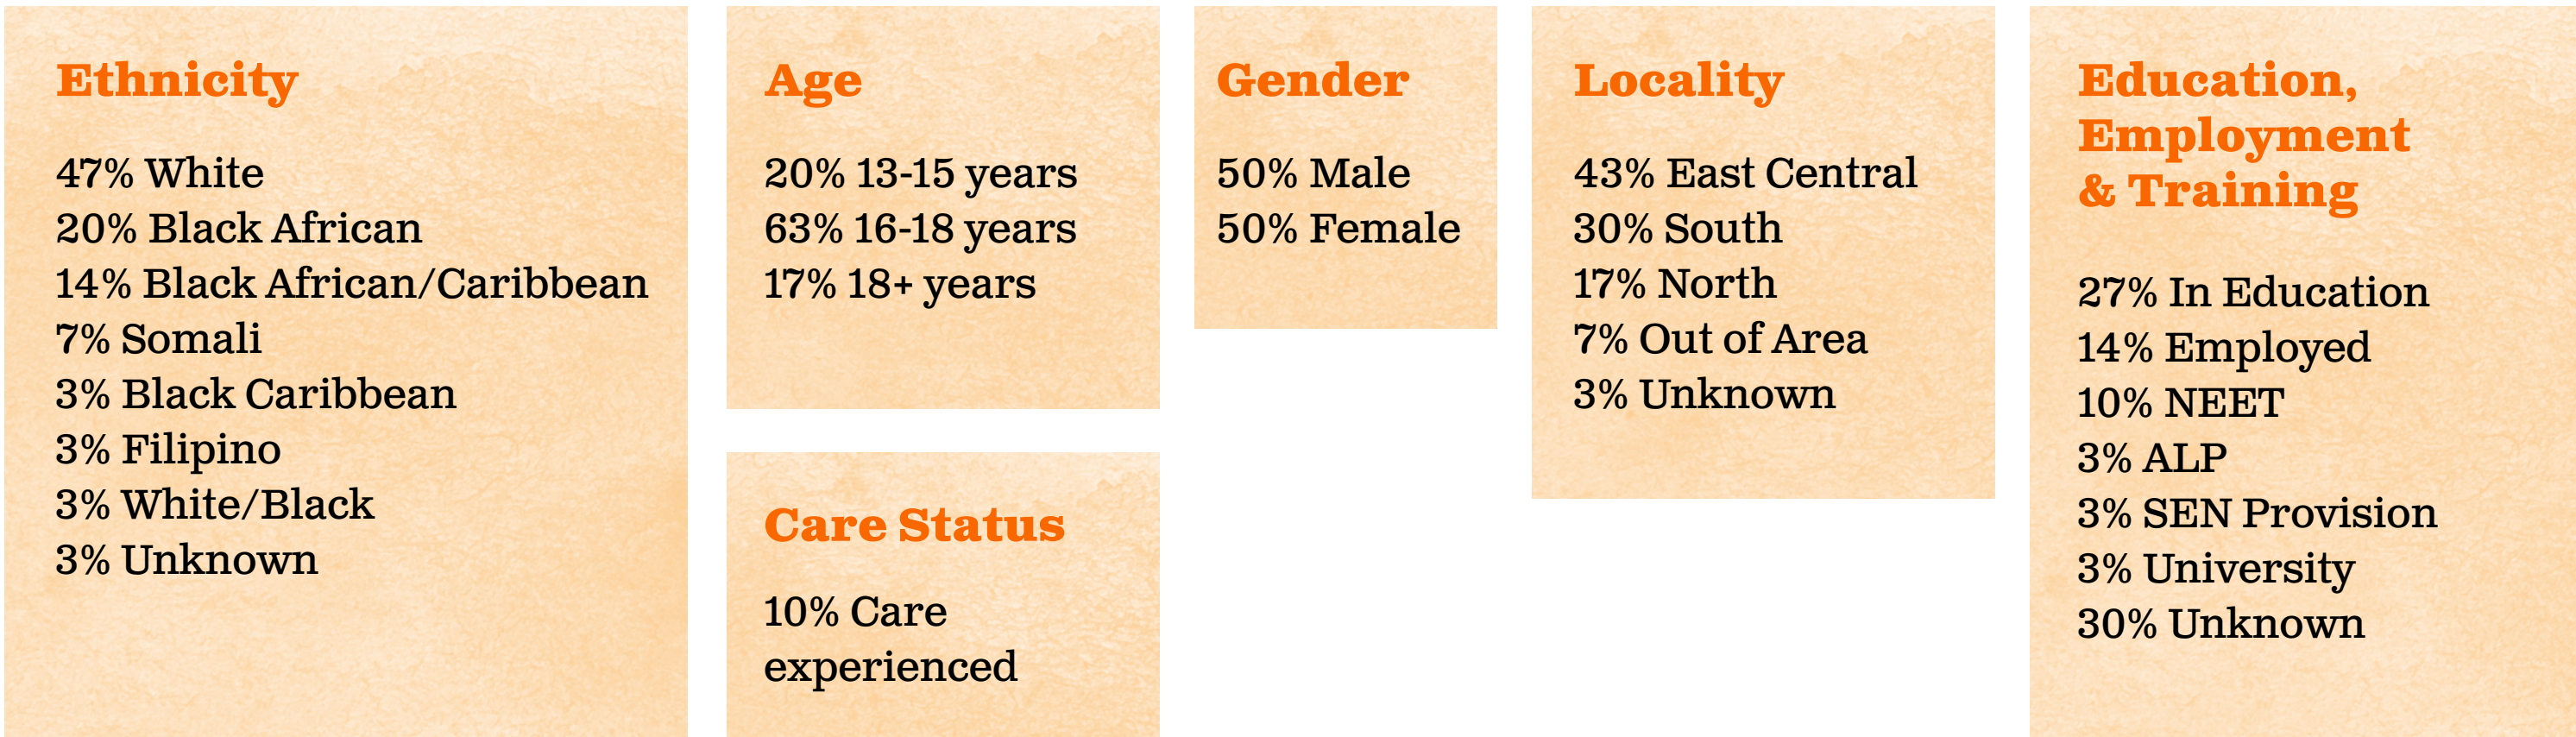 Ethnicity
47% White
20% Black African
14% Black African/Caribbean
7% Somali
3% Black Caribbean
3% Filipino
3% White/Black
3% Unknown
Age
20% 13-15 years
63% 16-18 years
17% 18+ years
Care Status
10% Care
experienced
Gender
50% Male
50% Female
Locality
43% East Central
30% South
17% North
7% Out of Area
3% Unknown
Education,
Employment
& Training
27% In Education
14% Employed
10% NEET
3% ALP
3% SEN Provision
3% University
30% Unknown